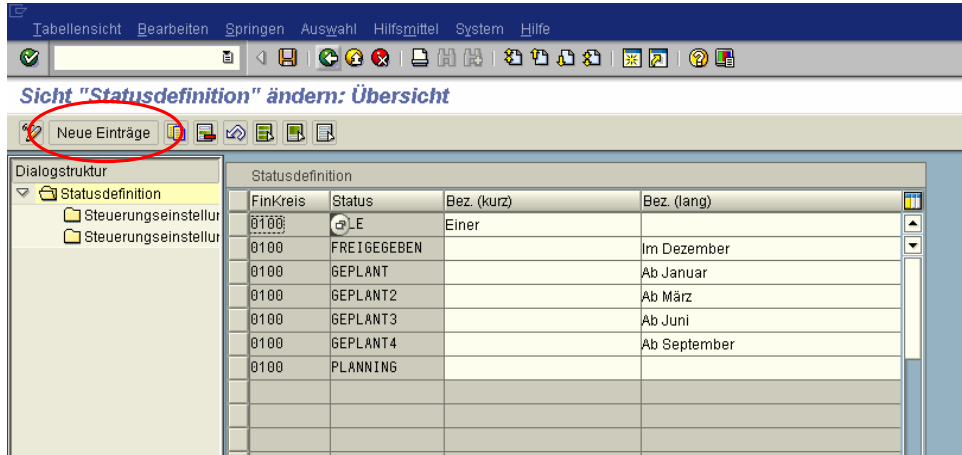 Tabellensicht Bearbeiten Springen Auswahl Hilfsmittel System Hilfe
Sicht "Statusdefinition" ändern: Übersicht
Neue Einträge
Dialogstruktur
Statusdefinition
Steuerungseinstellur
Steuerungseinstellur
Statusdefinition
FinKreis Status Bez. (kurz) Bez. (lang)
0100 LE Einer
0100 FREIGEGEBEN Im Dezember
0100 GEPLANT Ab Januar
0100 GEPLANT2 Ab März
0100 GEPLANT3 Ab Juni
0100 GEPLANT4 Ab September
0100 PLANNING